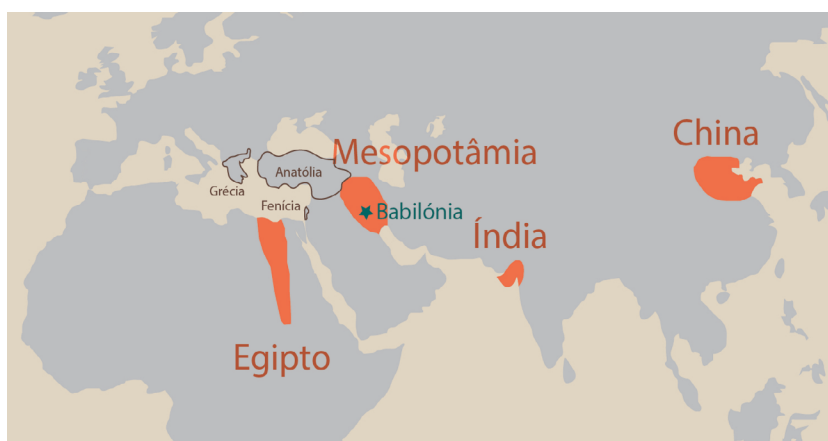 China
Mesopotâmia
Anatólia
Grécia
Fenícia
Babilónia
Índia
Egipto